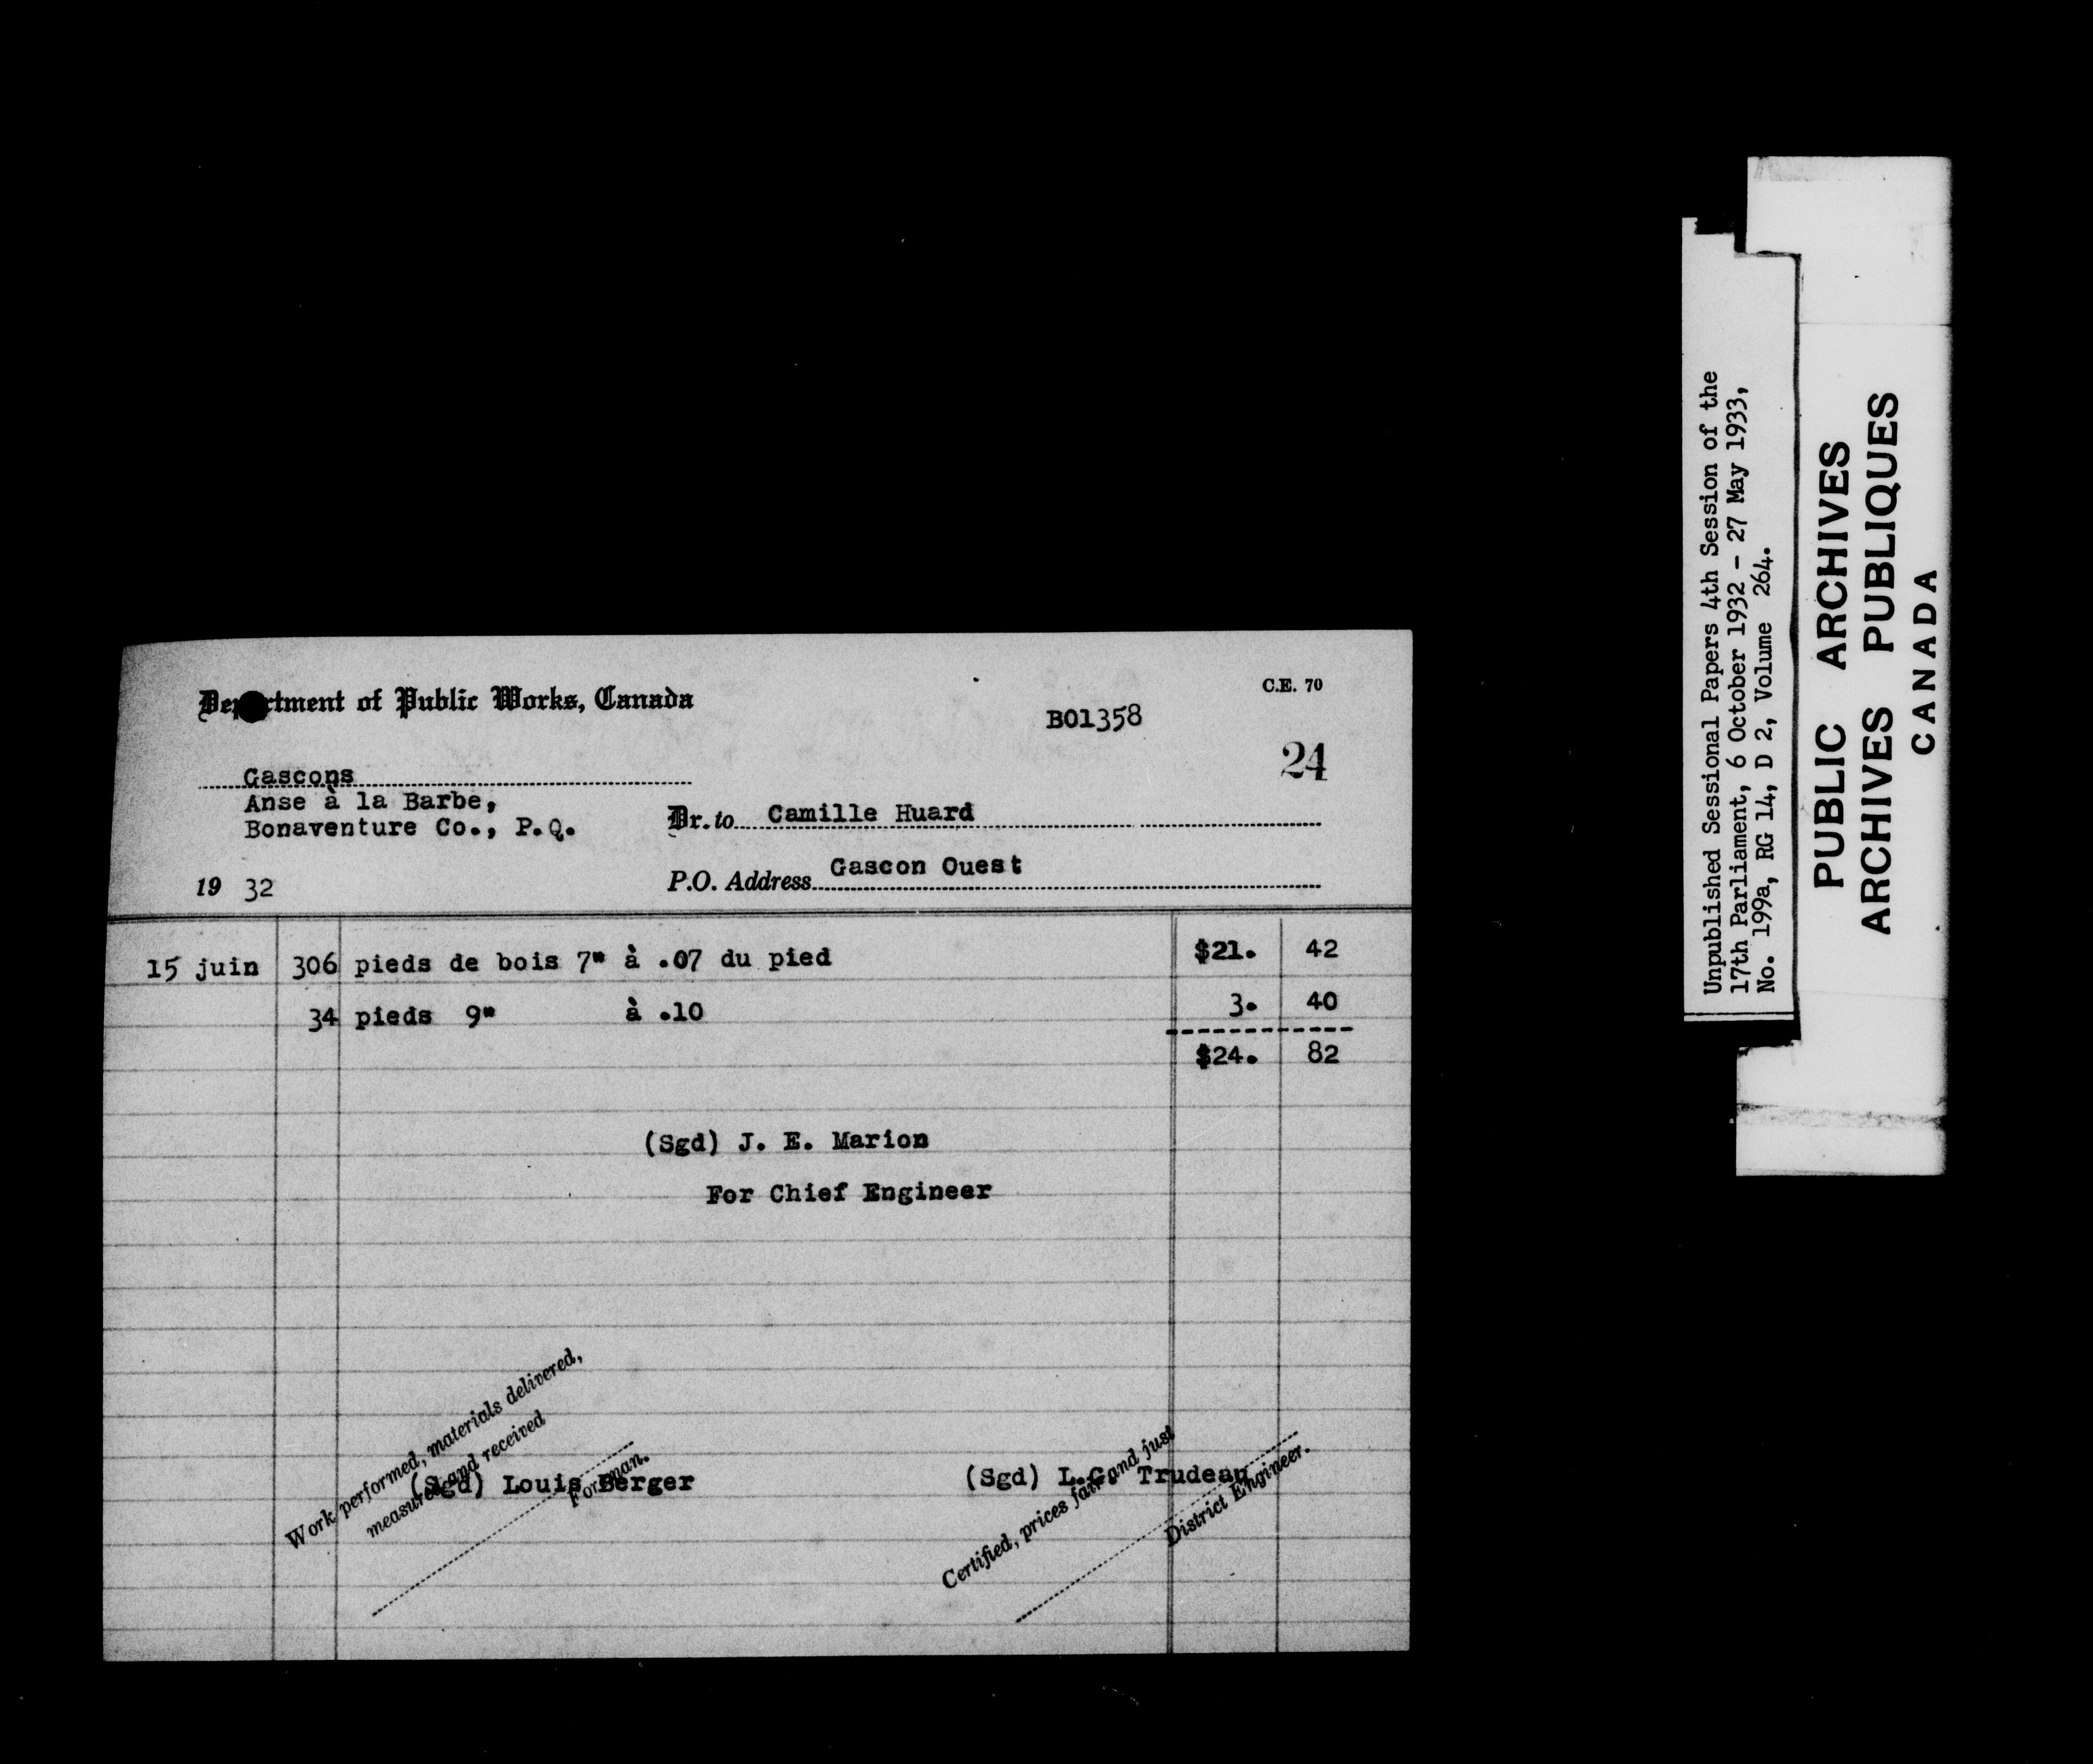 Department of Public Works, Canada
C.E. 70
B01358
24
Gascons
Anse à la Barbe,
Bonaventure Co., P.Q.
Dr. to Camille Huard
P.O. Address Gascon Ouest
19 32
15 juin 306 pieds de bois 7" à .07 du pied $21. 42
34 pieds 9" à .10 3. 40
$24. 82
(Sgd) J. E. Marion
For Chief Engineer
Work performed, materials delivered,
measured and received
(Sgd) Louis Berger
Foreman.
Certified, prices fair and just
(Sgd) L.G. Trudeau
District Engineer.
Unpublished Sessional Papers 4th Session of the
17th Parliament, 6 October 1932 - 27 May 1933,
No. 199a, RG 14, D 2, Volume 264.
PUBLIC ARCHIVES
ARCHIVES PUBLIQUES
CANADA